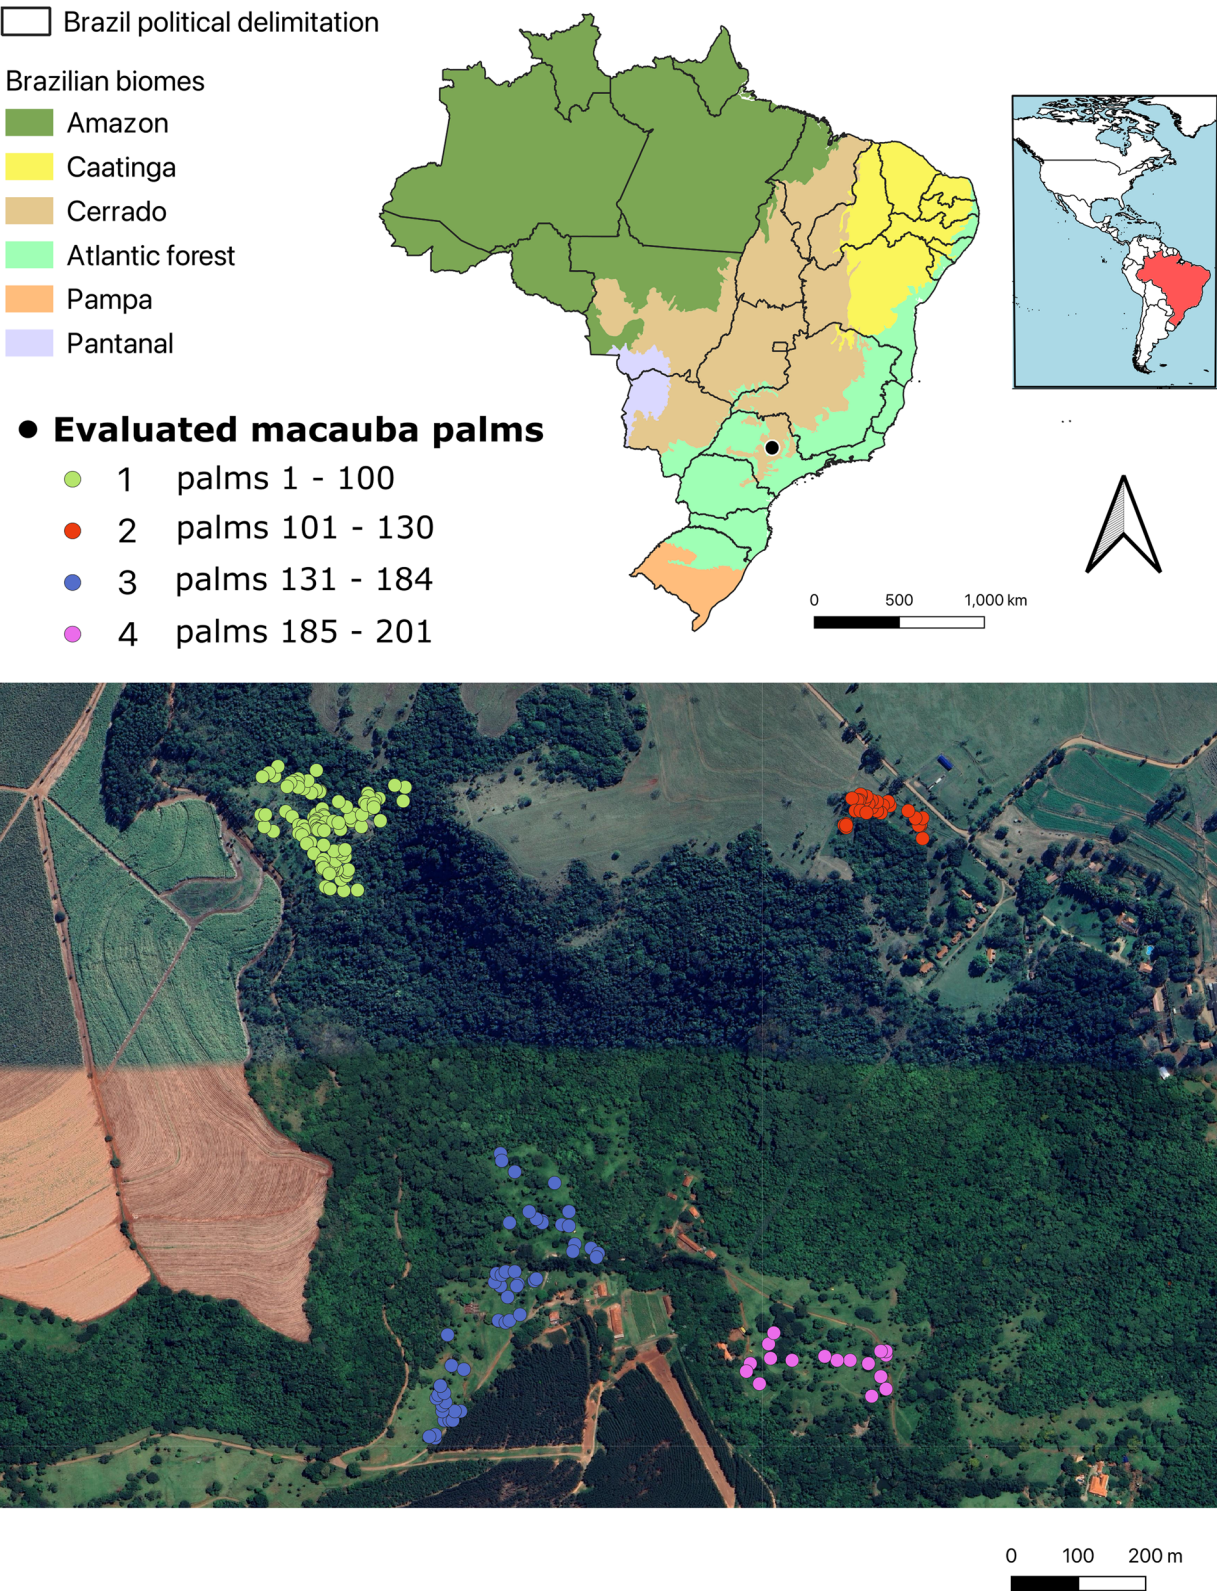 Brazil political delimitation
Brazilian biomes
Amazon
Caatinga
Cerrado
Atlantic forest
Pampa
Pantanal
Evaluated macauba palms
1 palms 1 - 100
2 palms 101 - 130
3 palms 131 - 184
4 palms 185 - 201
0 500 1,000 km
0 100 200 m